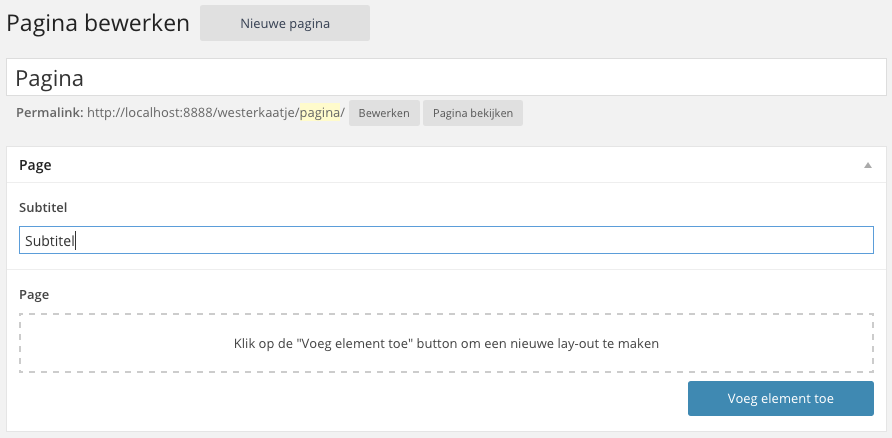 Pagina bewerken Nieuwe pagina
Pagina
Permalink: http://localhost:8888/westerkaatje/pagina/ Bewerken Pagina bekijken
Page
Subtitel
Subtitel
Page
Klik op de "Voeg element toe" button om een nieuwe lay-out te maken
Voeg element toe